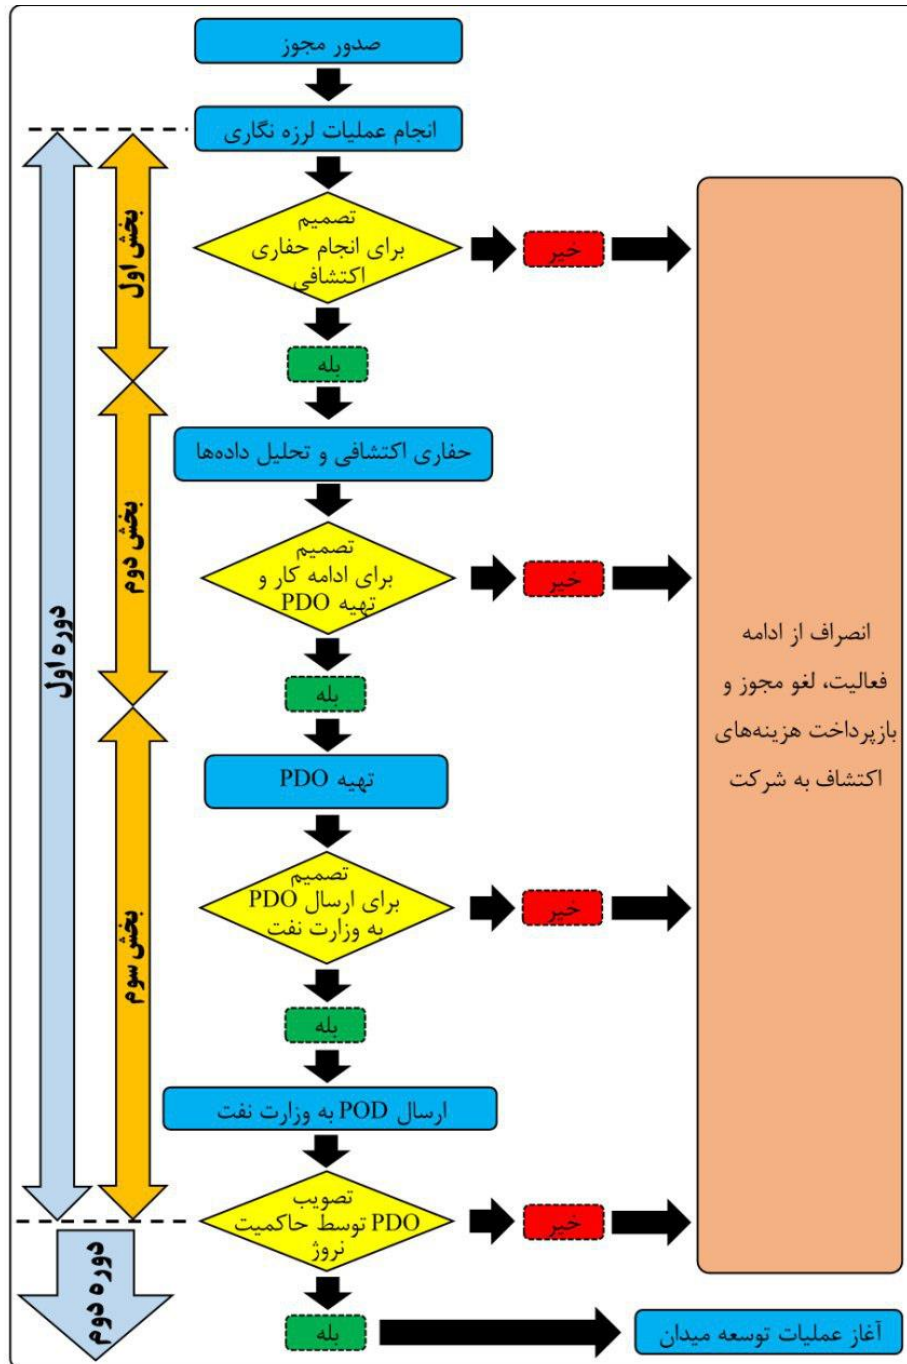 صدور مجوز
انجام عملیات لرزه نگاری
تصمیم
برای انجام حفاری
اکتشافی
خیر
بله
حفاری اکتشافی و تحلیل داده‌ها
تصمیم
برای ادامه کار و
تهیه PDO
خیر
بله
تهیه PDO
تصمیم
برای ارسال PDO
به وزارت نفت
خیر
بله
ارسال POD به وزارت نفت
تصویب
PDO توسط حاکمیت
نروژ
خیر
بله
آغاز عملیات توسعه میدان
انصراف از ادامه
فعالیت، لغو مجوز و
بازپرداخت هزینه‌های
اکتشاف به شرکت
بخش اول
بخش دوم
بخش سوم
دوره اول
دوره دوم